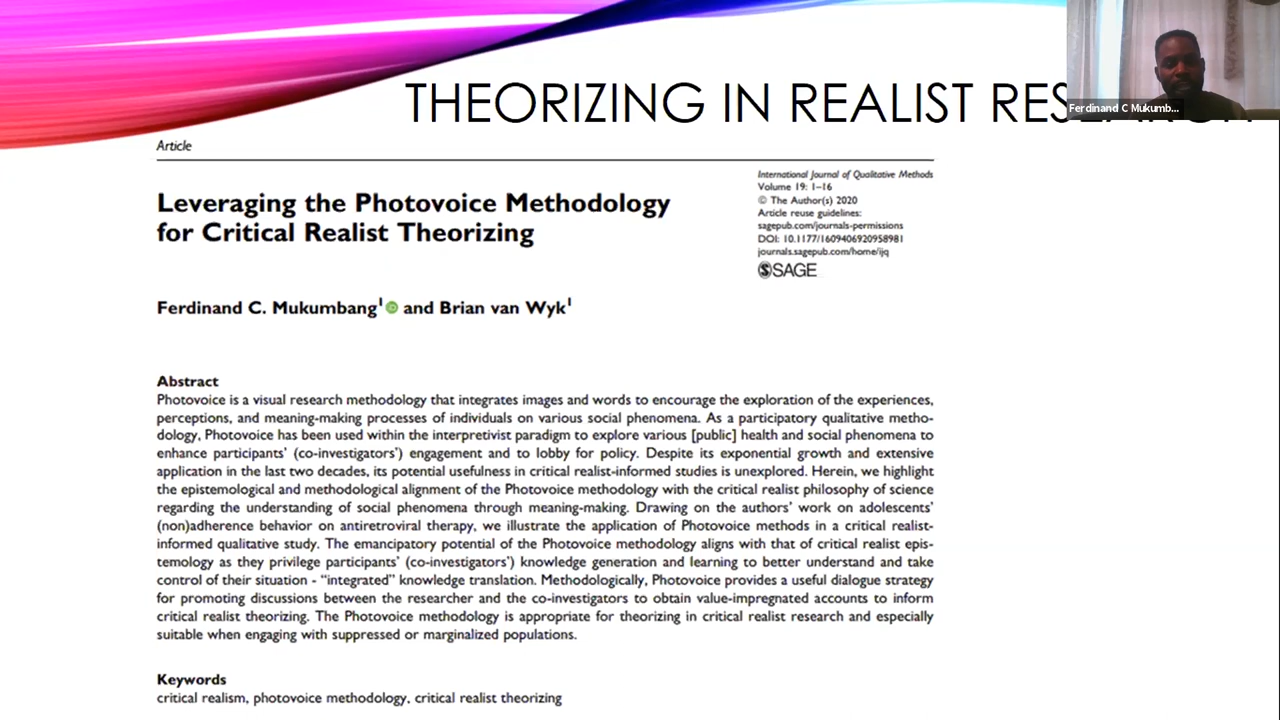 THEORIZING IN REALIST RESEARCH
Ferdinand C Mukumb...
Article
Leveraging the Photovoice Methodology
for Critical Realist Theorizing
International Journal of Qualitative Methods
Volume 19: 1–16
© The Author(s) 2020
Article reuse guidelines:
sagepub.com/journals-permissions
DOI: 10.1177/1609406920958981
journals.sagepub.com/home/ijq
SAGE
Ferdinand C. Mukumbang¹ and Brian van Wyk¹
Abstract
Photovoice is a visual research methodology that integrates images and words to encourage the exploration of the experiences,
perceptions, and meaning-making processes of individuals on various social phenomena. As a participatory qualitative metho-
dology, Photovoice has been used within the interpretivist paradigm to explore various [public] health and social phenomena to
enhance participants' (co-investigators') engagement and to lobby for policy. Despite its exponential growth and extensive
application in the last two decades, its potential usefulness in critical realist-informed studies is unexplored. Herein, we highlight
the epistemological and methodological alignment of the Photovoice methodology with the critical realist philosophy of science
regarding the understanding of social phenomena through meaning-making. Drawing on the authors' work on adolescents'
(non)adherence behavior on antiretroviral therapy, we illustrate the application of Photovoice methods in a critical realist-
informed qualitative study. The emancipatory potential of the Photovoice methodology aligns with that of critical realist epis-
temology as they privilege participants' (co-investigators') knowledge generation and learning to better understand and take
control of their situation - “integrated” knowledge translation. Methodologically, Photovoice provides a useful dialogue strategy
for promoting discussions between the researcher and the co-investigators to obtain value-impregnated accounts to inform
critical realist theorizing. The Photovoice methodology is appropriate for theorizing in critical realist research and especially
suitable when engaging with suppressed or marginalized populations.
Keywords
critical realism, photovoice methodology, critical realist theorizing